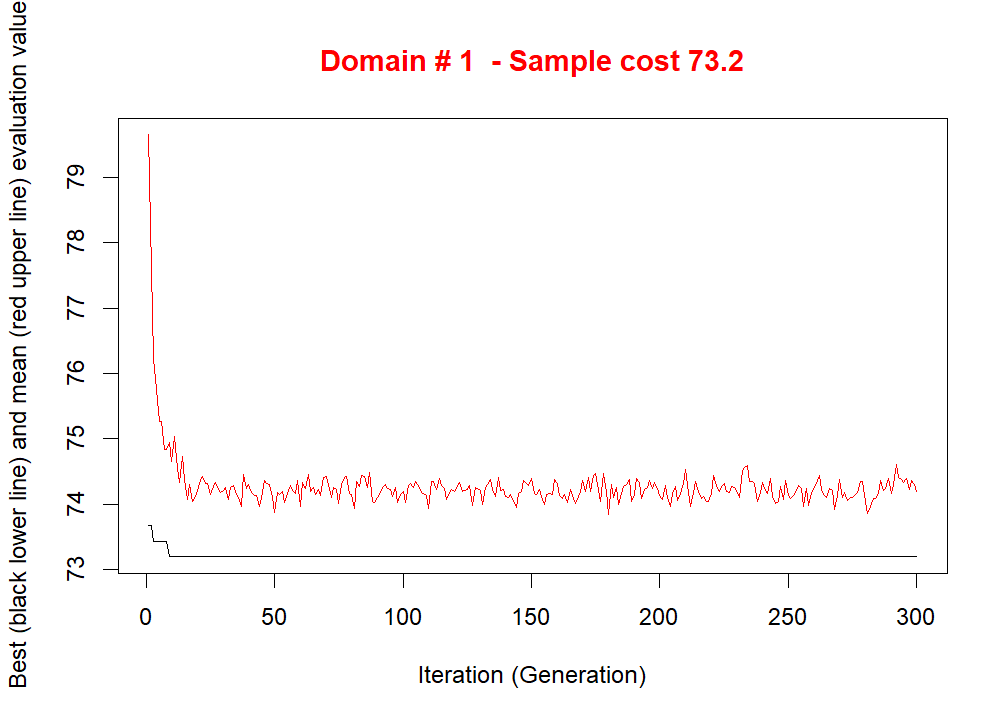 Domain # 1  - Sample cost 73.2
Best (black lower line) and mean (red upper line) evaluation value
79
78
77
76
75
74
73
0 50 100 150 200 250 300
Iteration (Generation)